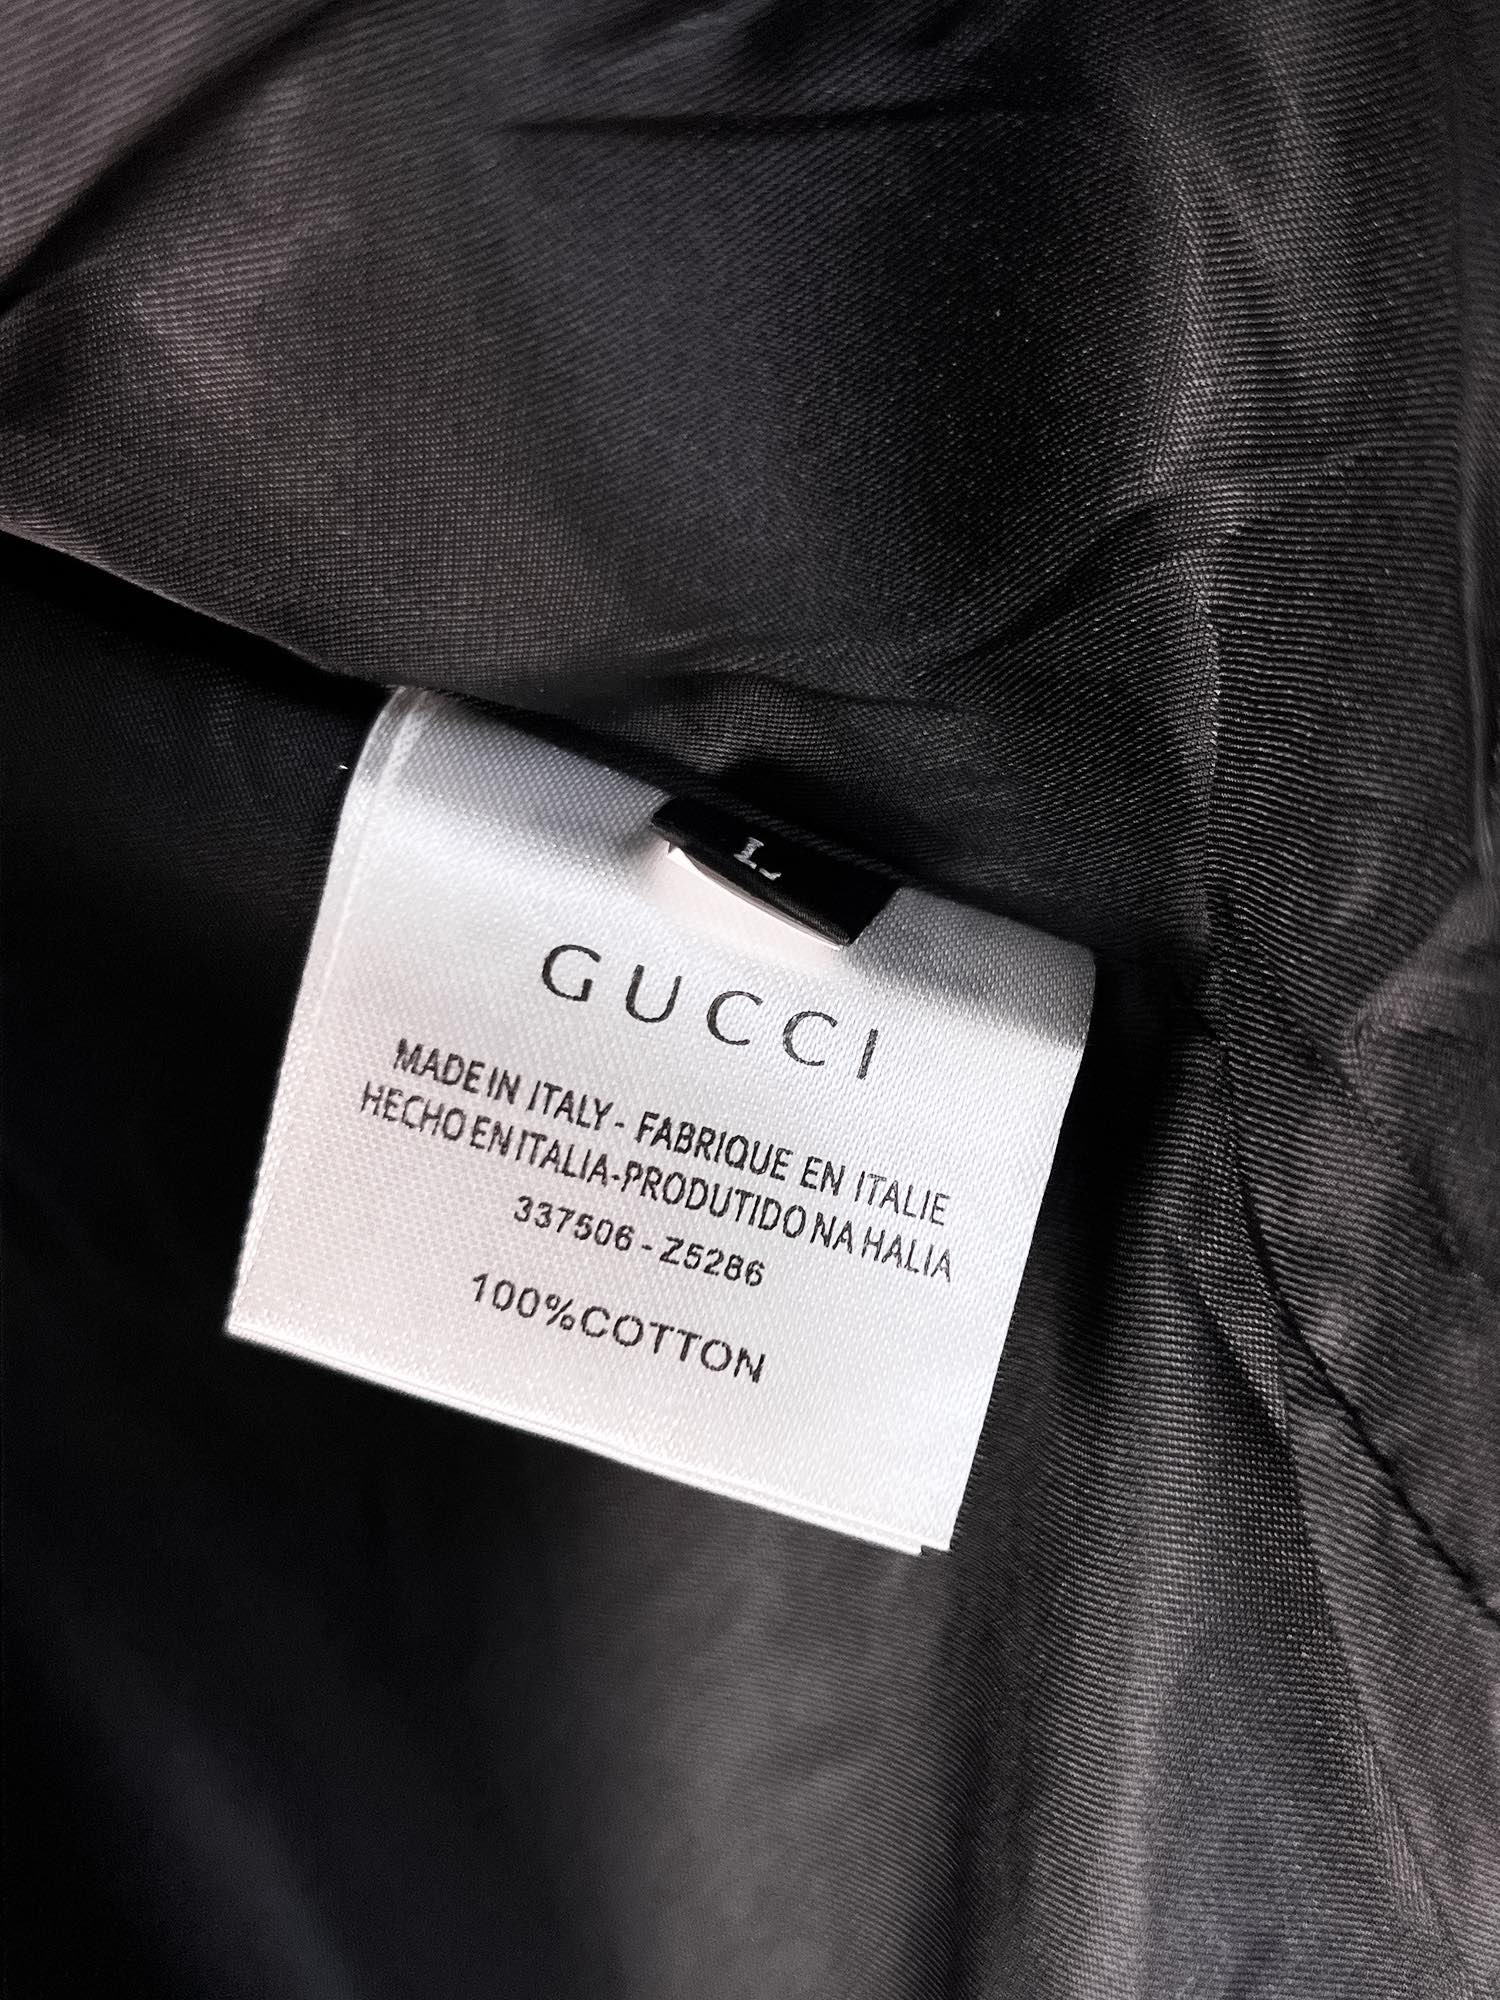 L
GUCCI
MADE IN ITALY - FABRIQUE EN ITALIE
HECHO EN ITALIA-PRODUTIDO NA HALIA
337506 - Z5286
100%COTTON